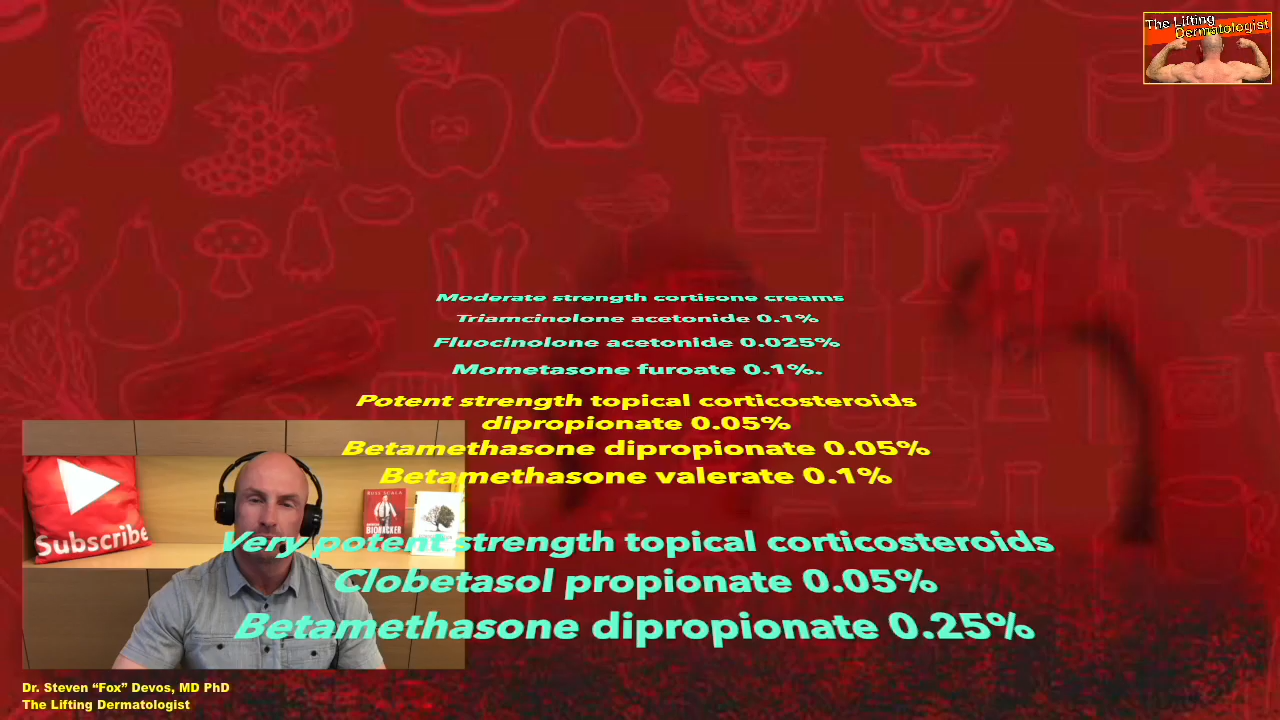 The Lifting
Dermatologist
Moderate strength cortisone creams
Triamcinolone acetonide 0.1%
Fluocinolone acetonide 0.025%
Mometasone furoate 0.1%.
Potent strength topical corticosteroids
dipropionate 0.05%
Betamethasone dipropionate 0.05%
Betamethasone valerate 0.1%
Subscribe
BIOHACKER
Very potent strength topical corticosteroids
Clobetasol propionate 0.05%
Betamethasone dipropionate 0.25%
Dr. Steven “Fox” Devos, MD PhD
The Lifting Dermatologist